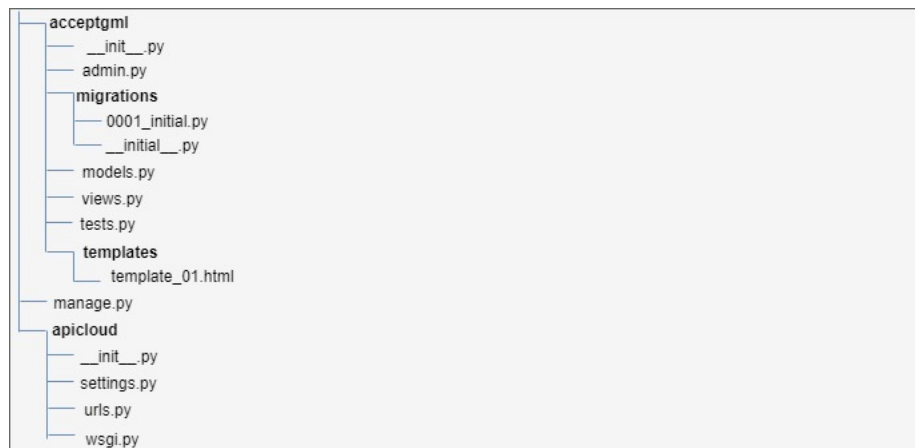 acceptgml
__init__.py
admin.py
migrations
0001_initial.py
__initial__.py
models.py
views.py
tests.py
templates
template_01.html
manage.py
apicloud
__init__.py
settings.py
urls.py
wsgi.py